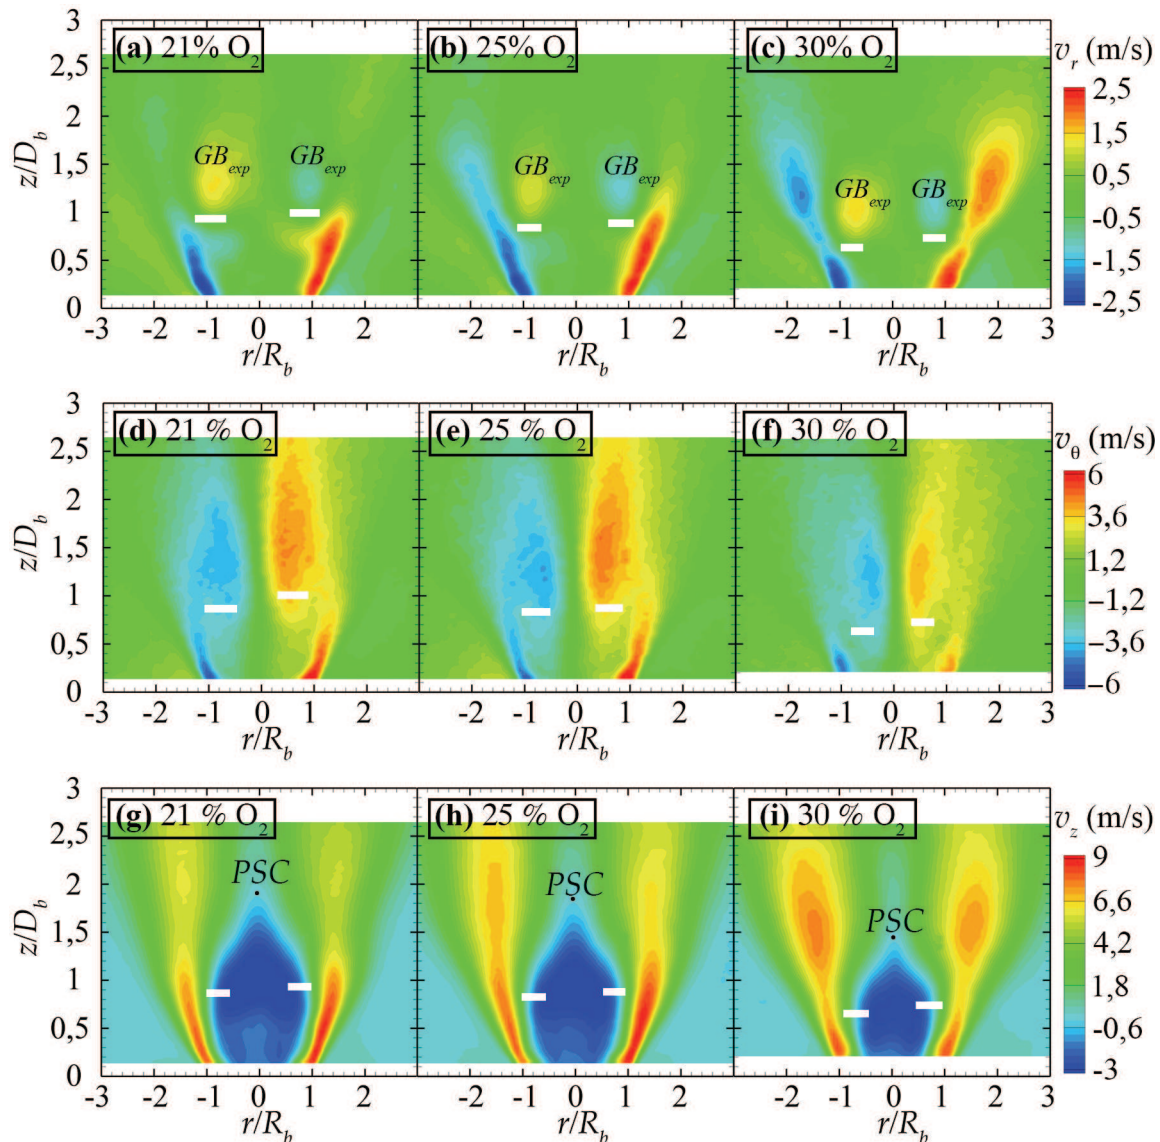 (a) 21% O2 (b) 25% O2 (c) 30% O2 vr (m/s)
3
2,5
2
1,5
1
0,5
0
z/Db
GBexp GBexp GBexp GBexp GBexp GBexp
2,5
1,5
0,5
−0,5
−1,5
−2,5
-3 -2 -1 0 1 2 -2 -1 0 1 2 -2 -1 0 1 2 3
r/Rb r/Rb r/Rb
(d) 21 % O2 (e) 25 % O2 (f) 30 % O2 vθ (m/s)
3
2,5
2
1,5
1
0,5
0
z/Db
6
3,6
1,2
−1,2
−3,6
−6
-3 -2 -1 0 1 2 -2 -1 0 1 2 -2 -1 0 1 2 3
r/Rb r/Rb r/Rb
(g) 21 % O2 (h) 25 % O2 (i) 30 % O2 vz (m/s)
3
2,5
2
1,5
1
0,5
0
z/Db
PSC PSC PSC
9
6,6
4,2
1,8
-0,6
-3
-3 -2 -1 0 1 2 -2 -1 0 1 2 -2 -1 0 1 2 3
r/Rb r/Rb r/Rb